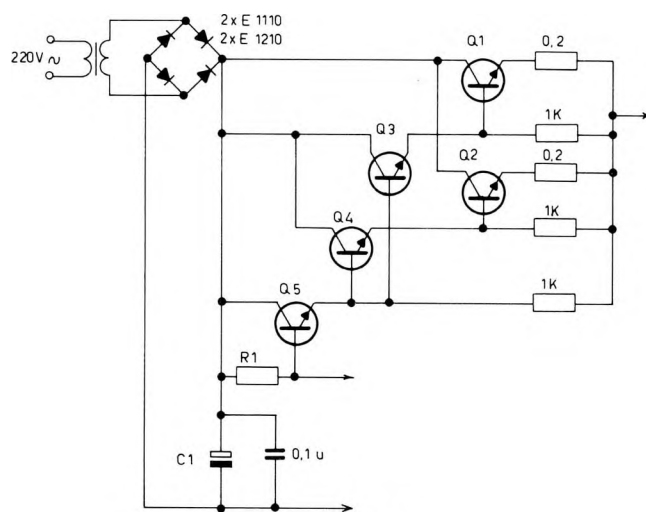 2 x E 1110
2 x E 1210
220V ~
Q1
0,2
1K
Q3
Q2
0,2
Q4
1K
Q5
1K
R1
C1
0,1 u